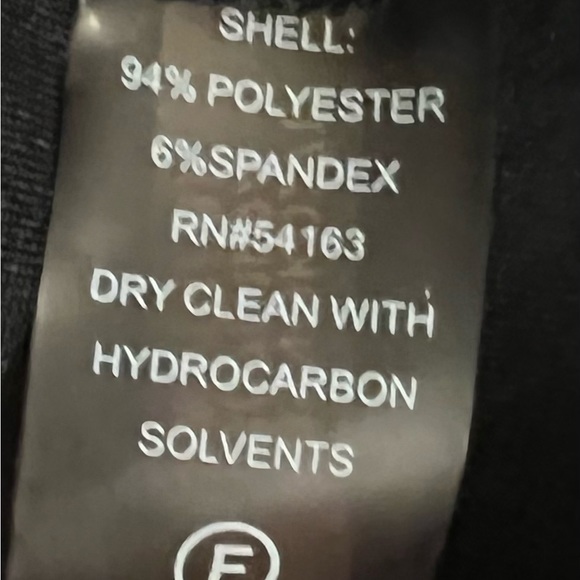 SHELL:
94% POLYESTER
6%SPANDEX
RN#54163
DRY CLEAN WITH
HYDROCARBON
SOLVENTS
F